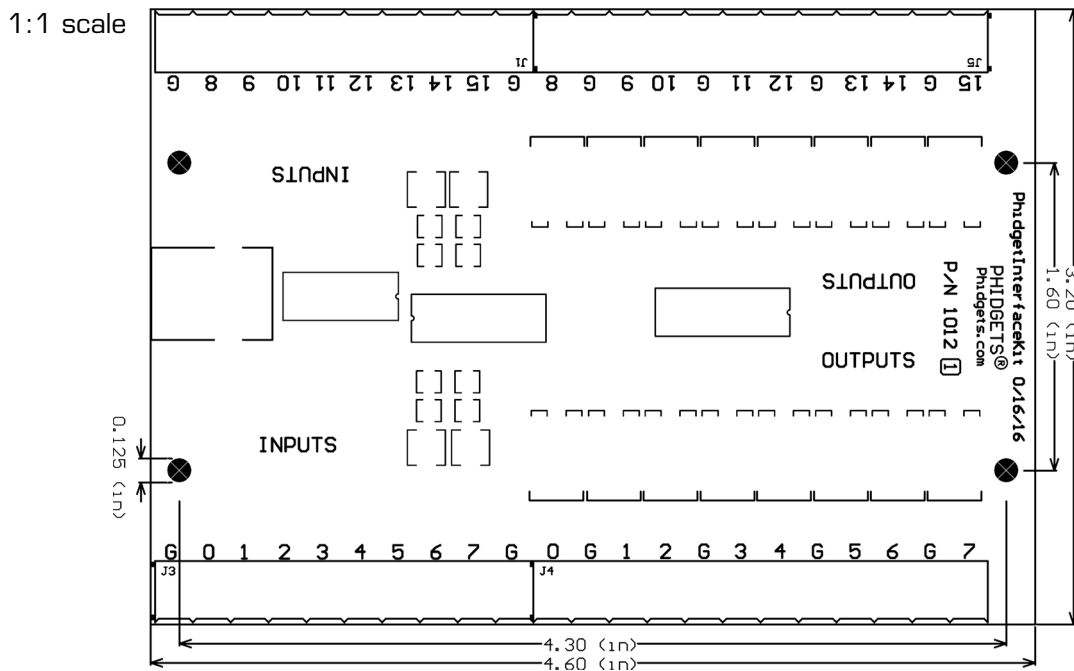 1:1 scale
J1
J5
G 8 9 10 11 12 13 14 15 G 8 G 9 10 G 11 12 G 13 14 G 15
INPUTS
PhidgetInterfaceKit 0/16/16
PHIDGETS®
Phidgets.com
P/N 1012 1
3.20 (in)
1.60 (in)
OUTPUTS
OUTPUTS
INPUTS
0.125 (in)
G 0 1 2 3 4 5 6 7 G 0 G 1 2 G 3 4 G 5 6 G 7
J3
J4
4.30 (in)
4.60 (in)